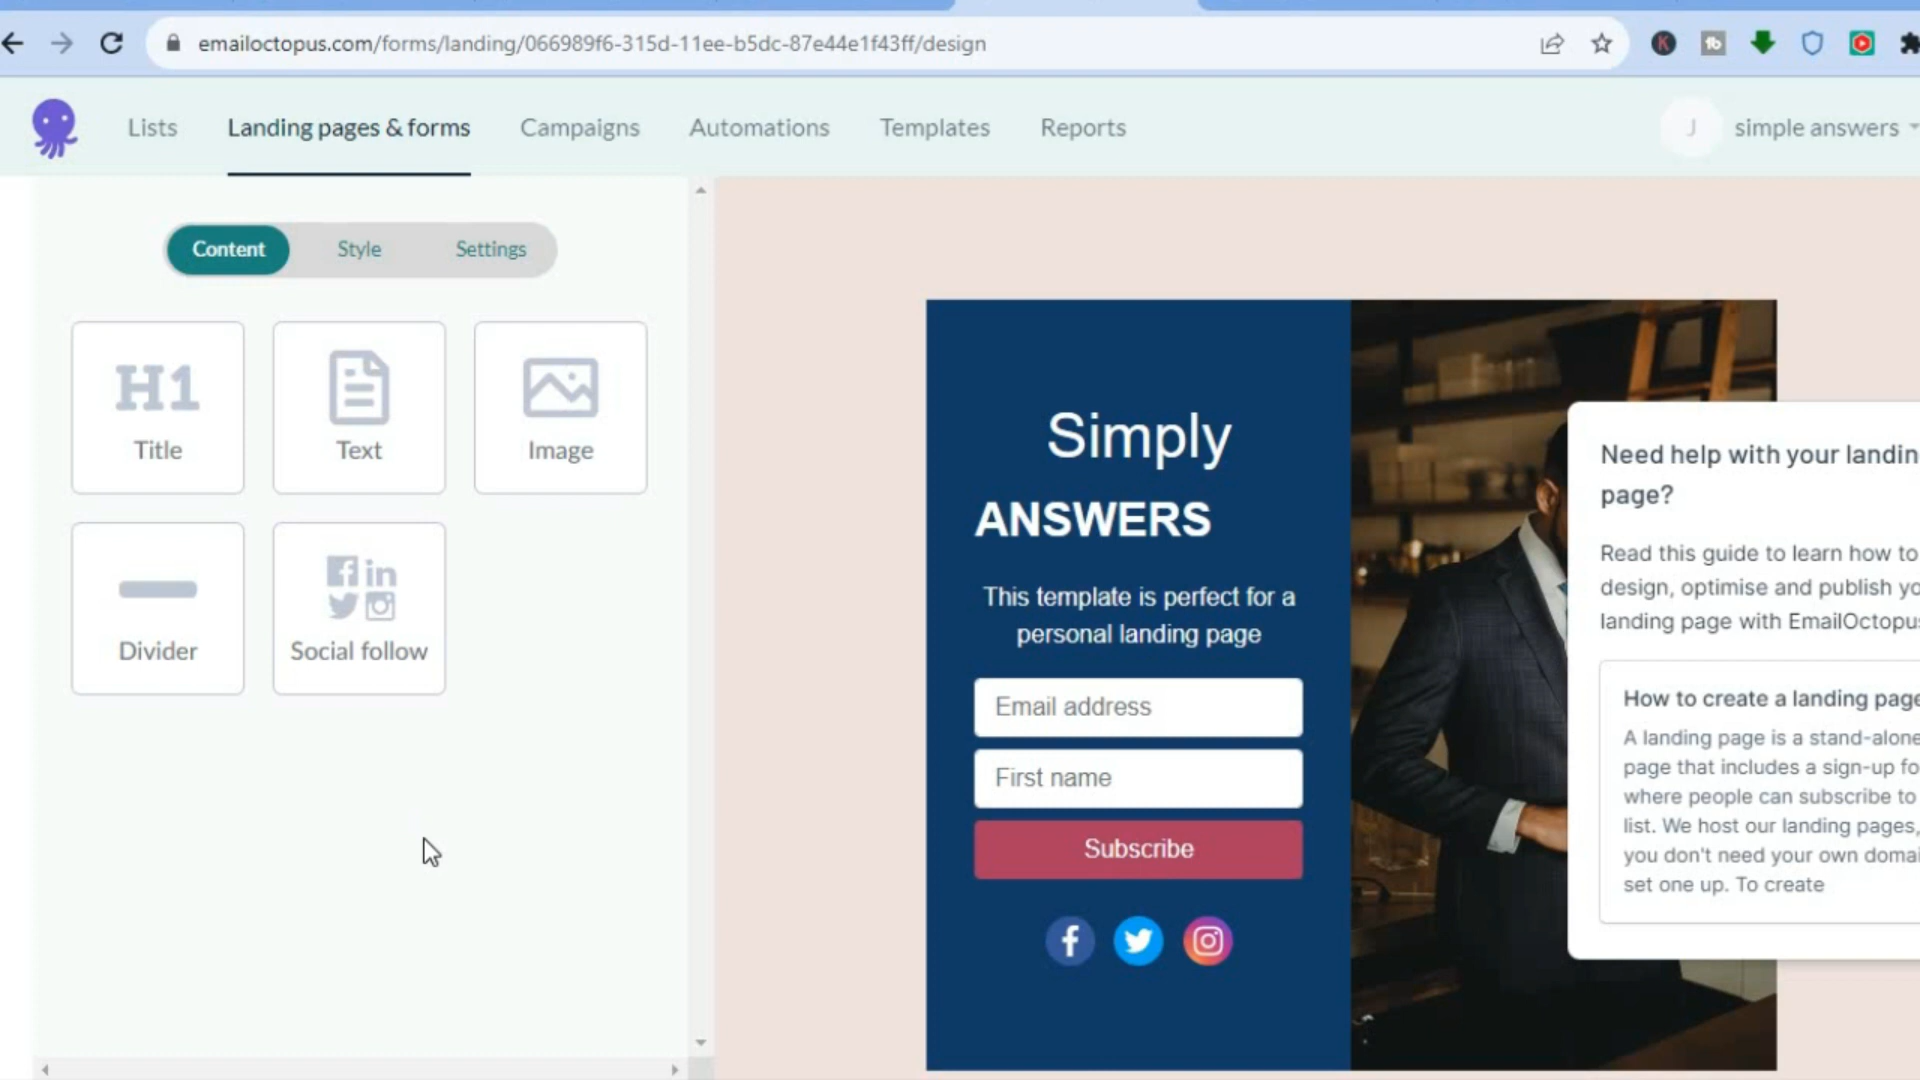 emailoctopus.com/forms/landing/066989f6-315d-11ee-b5dc-87e44e1f43ff/design
Lists
Landing pages & forms
Campaigns
Automations
Templates
Reports
J
simple answers
Content
Style
Settings
H1
Title
Text
Image
Divider
Social follow
Simply
ANSWERS
This template is perfect for a
personal landing page
Email address
First name
Subscribe
Need help with your landin
page?
Read this guide to learn how to
design, optimise and publish yo
landing page with EmailOctopus
How to create a landing page
A landing page is a stand-alone
page that includes a sign-up fo
where people can subscribe to
list. We host our landing pages,
you don't need your own domai
set one up. To create